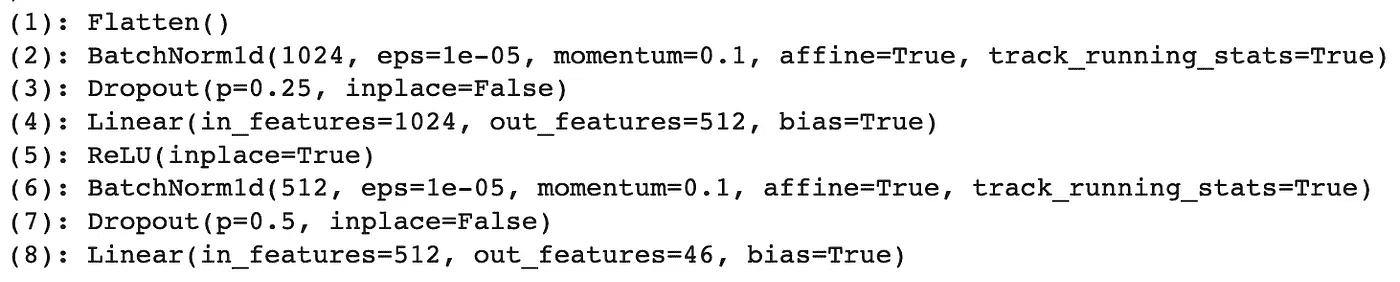 (1): Flatten()
(2): BatchNorm1d(1024, eps=1e-05, momentum=0.1, affine=True, track_running_stats=True)
(3): Dropout(p=0.25, inplace=False)
(4): Linear(in_features=1024, out_features=512, bias=True)
(5): ReLU(inplace=True)
(6): BatchNorm1d(512, eps=1e-05, momentum=0.1, affine=True, track_running_stats=True)
(7): Dropout(p=0.5, inplace=False)
(8): Linear(in_features=512, out_features=46, bias=True)